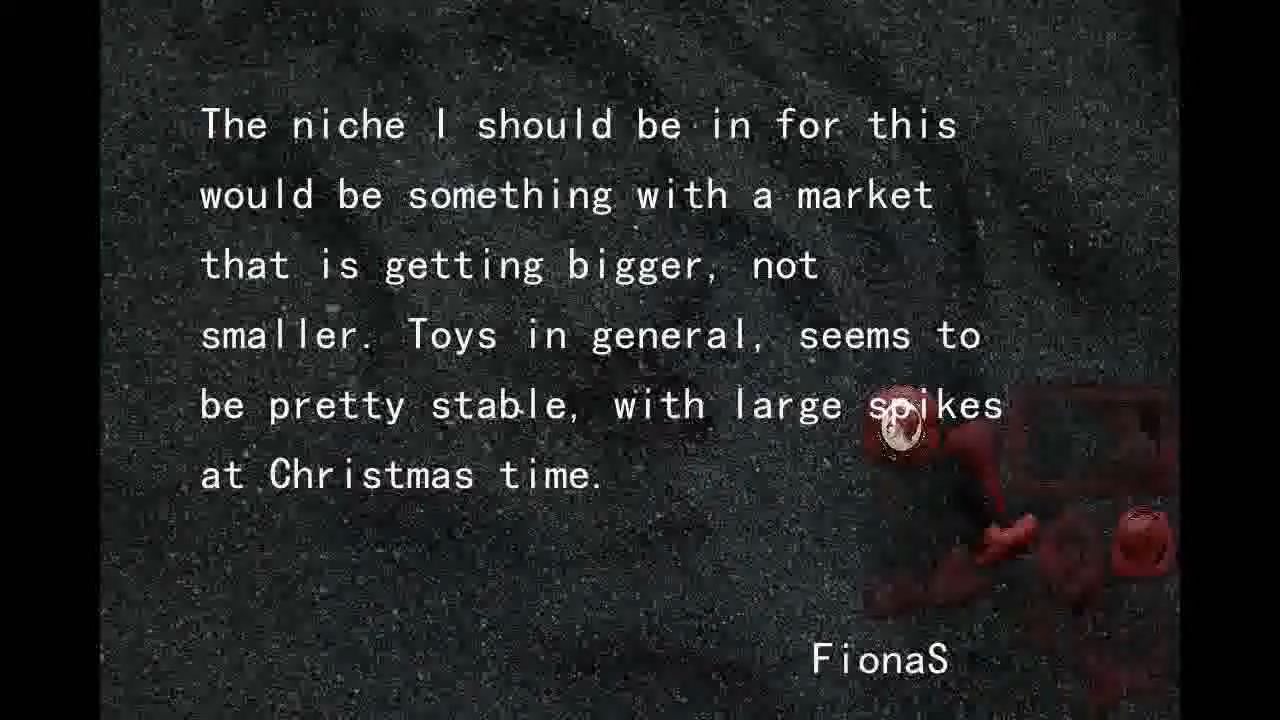 The niche I should be in for this
would be something with a market
that is getting bigger, not
smaller. Toys in general, seems to
be pretty stable, with large spikes
at Christmas time.
FionaS